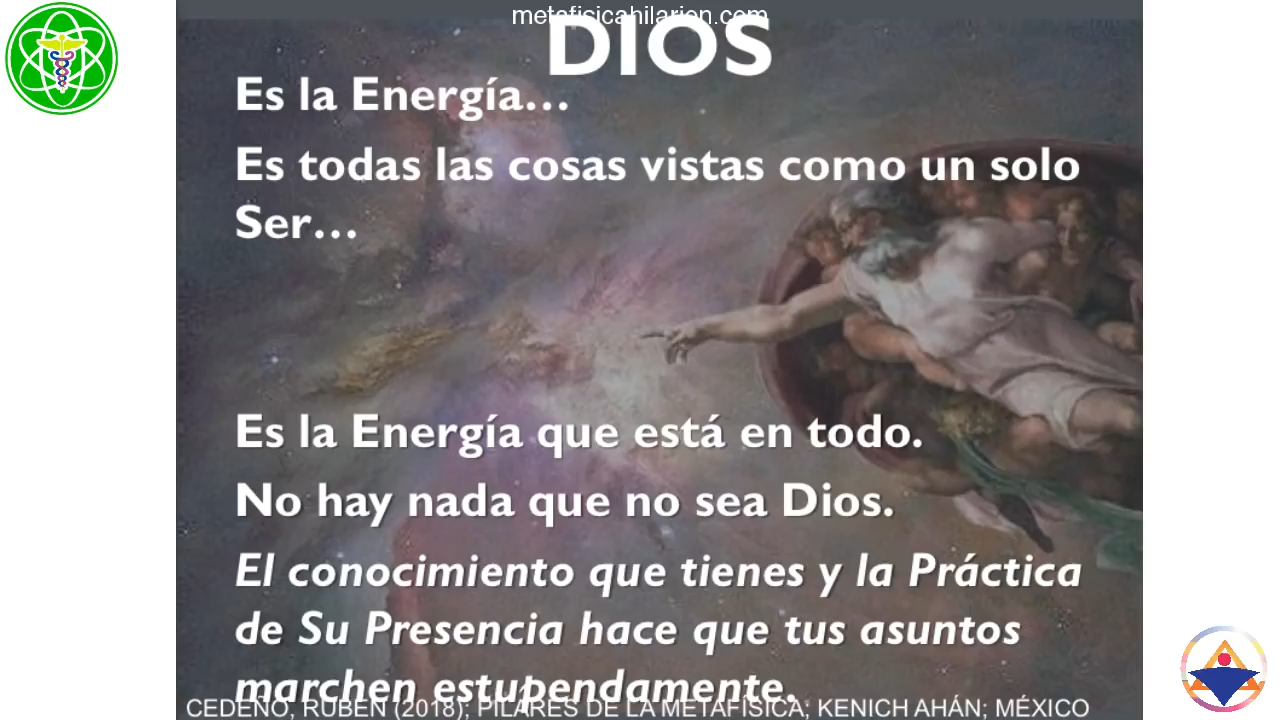 metafisicahilarion.com
DIOS
Es la Energía...
Es todas las cosas vistas como un solo
Ser...
Es la Energía que está en todo.
No hay nada que no sea Dios.
El conocimiento que tienes y la Práctica
de Su Presencia hace que tus asuntos
marchen estupendamente.
CEDEÑO, RUBÉN (2018); PILARES DE LA METAFÍSICA; KENICH AHÁN; MÉXICO